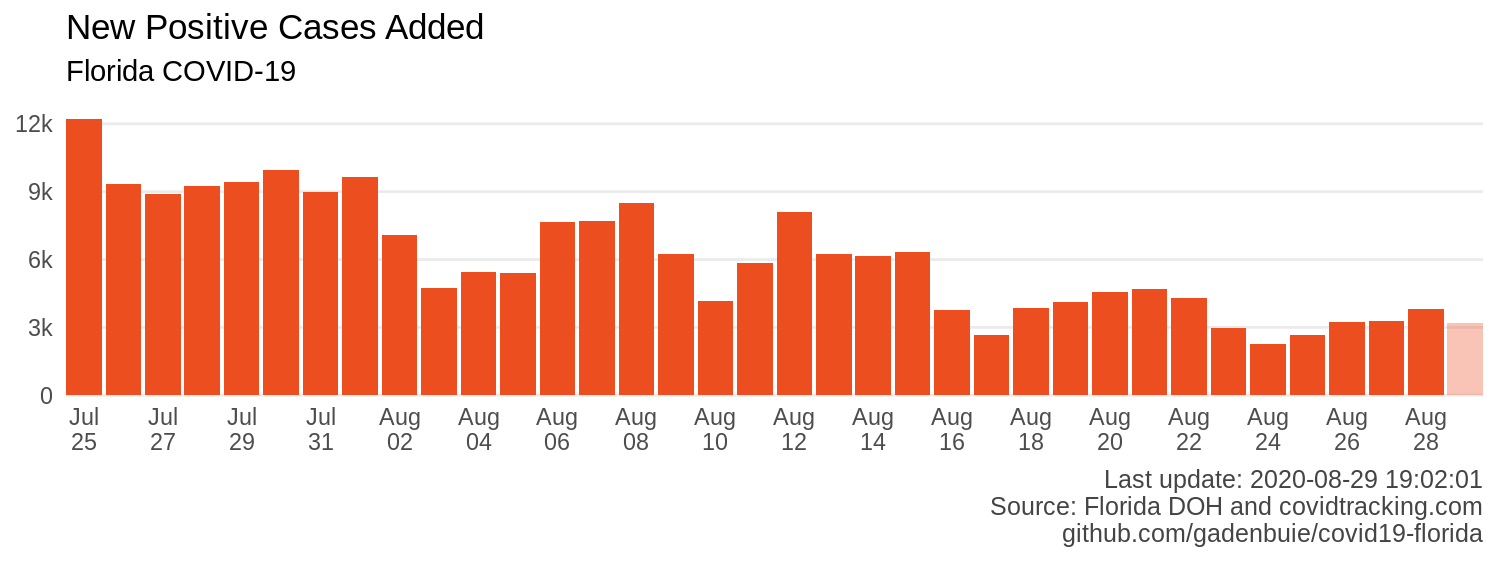 New Positive Cases Added
Florida COVID-19
12k
9k
6k
3k
0
Jul Jul Jul Jul Aug Aug Aug Aug Aug Aug Aug Aug Aug Aug Aug Aug Aug Aug
25 27 29 31 02 04 06 08 10 12 14 16 18 20 22 24 26 28
Last update: 2020-08-29 19:02:01
Source: Florida DOH and covidtracking.com
github.com/gadenbuie/covid19-florida